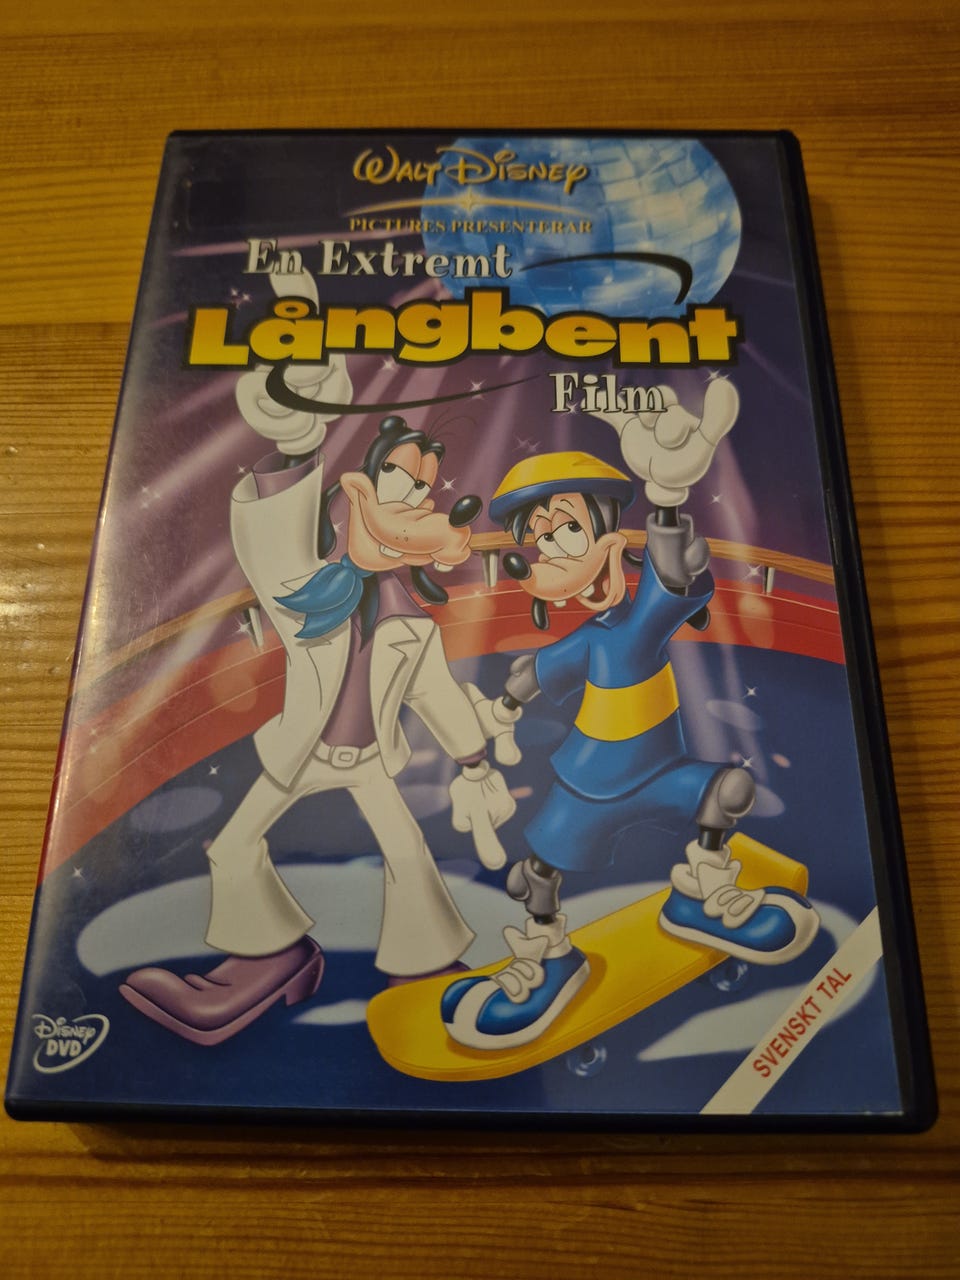 WALT DISNEY
PICTURES PRESENTERAR
En Extremt
Långbent
Film
SVENSKT TAL
DISNEY
DVD